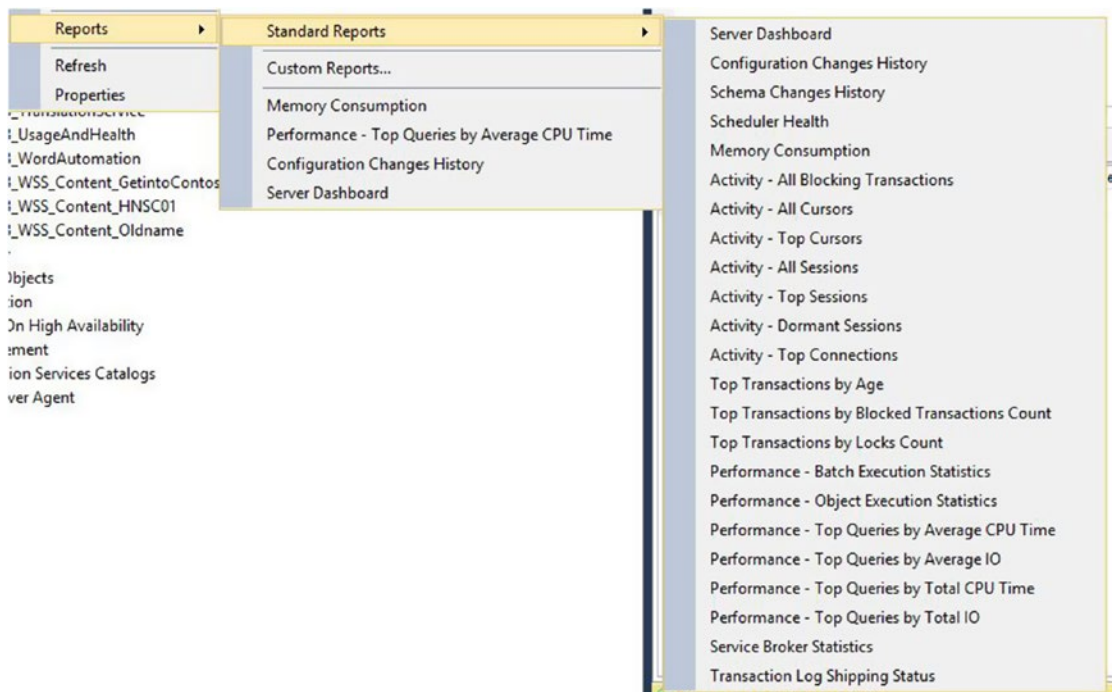 Reports
Refresh
Properties
_UsageAndHealth
_WordAutomation
_WSS_Content_GetintoContos
_WSS_Content_HNSC01
_WSS_Content_Oldname
Objects
ion
On High Availability
ement
ion Services Catalogs
ver Agent
Standard Reports
Custom Reports...
Memory Consumption
Performance - Top Queries by Average CPU Time
Configuration Changes History
Server Dashboard
Server Dashboard
Configuration Changes History
Schema Changes History
Scheduler Health
Memory Consumption
Activity - All Blocking Transactions
Activity - All Cursors
Activity - Top Cursors
Activity - All Sessions
Activity - Top Sessions
Activity - Dormant Sessions
Activity - Top Connections
Top Transactions by Age
Top Transactions by Blocked Transactions Count
Top Transactions by Locks Count
Performance - Batch Execution Statistics
Performance - Object Execution Statistics
Performance - Top Queries by Average CPU Time
Performance - Top Queries by Average IO
Performance - Top Queries by Total CPU Time
Performance - Top Queries by Total IO
Service Broker Statistics
Transaction Log Shipping Status